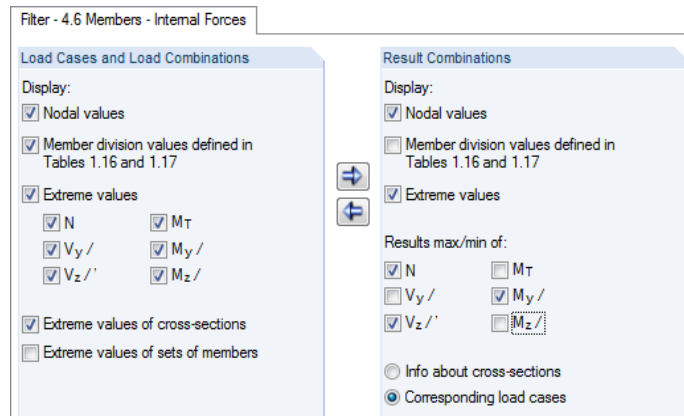 Filter - 4.6 Members - Internal Forces
Load Cases and Load Combinations
Display:
Nodal values
Member division values defined in
Tables 1.16 and 1.17
Extreme values
N MT
Vy / My /
Vz / ' Mz /
Extreme values of cross-sections
Extreme values of sets of members
Result Combinations
Display:
Nodal values
Member division values defined in
Tables 1.16 and 1.17
Extreme values
Results max/min of:
N MT
Vy / My /
Vz / ' Mz /
Info about cross-sections
Corresponding load cases